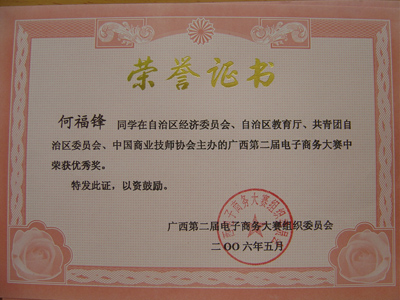 荣誉证书
何福锋 同学在自治区经济委员会、自治区教育厅、共青团自
治区委员会、中国商业技师协会主办的广西第二届电子商务大赛中
荣获优秀奖。
特发此证，以资鼓励。
广西第二届电子商务大赛组织委员会
二〇〇六年五月